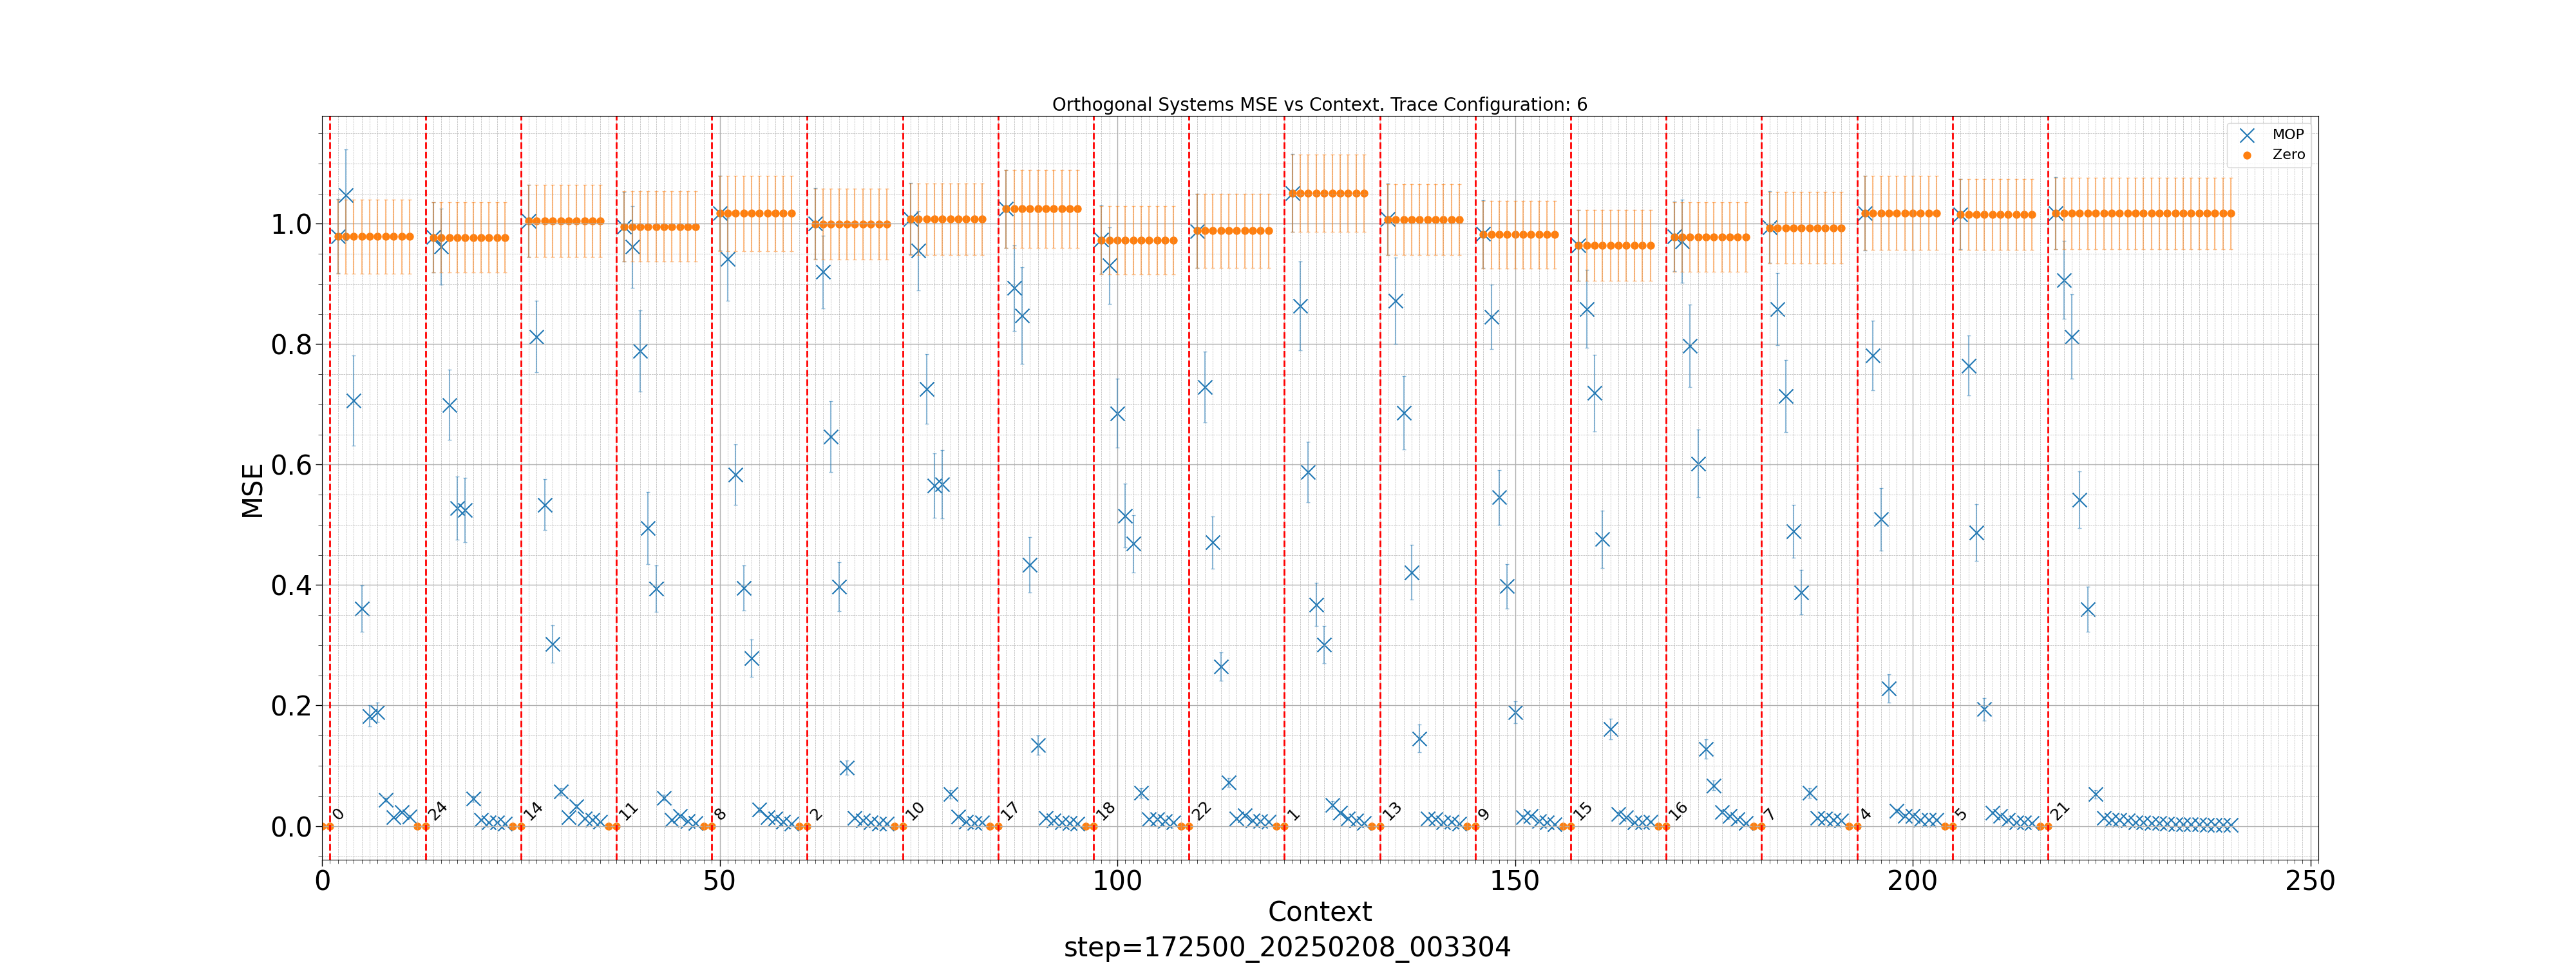 Orthogonal Systems MSE vs Context. Trace Configuration: 6
MOP
Zero
MSE
1.0
0.8
0.6
0.4
0.2
0.0
0 24 14 11 8 2 10 17 18 22 1 13 9 15 16 7 4 5 21
0 50 100 150 200 250
Context
step=172500_20250208_003304